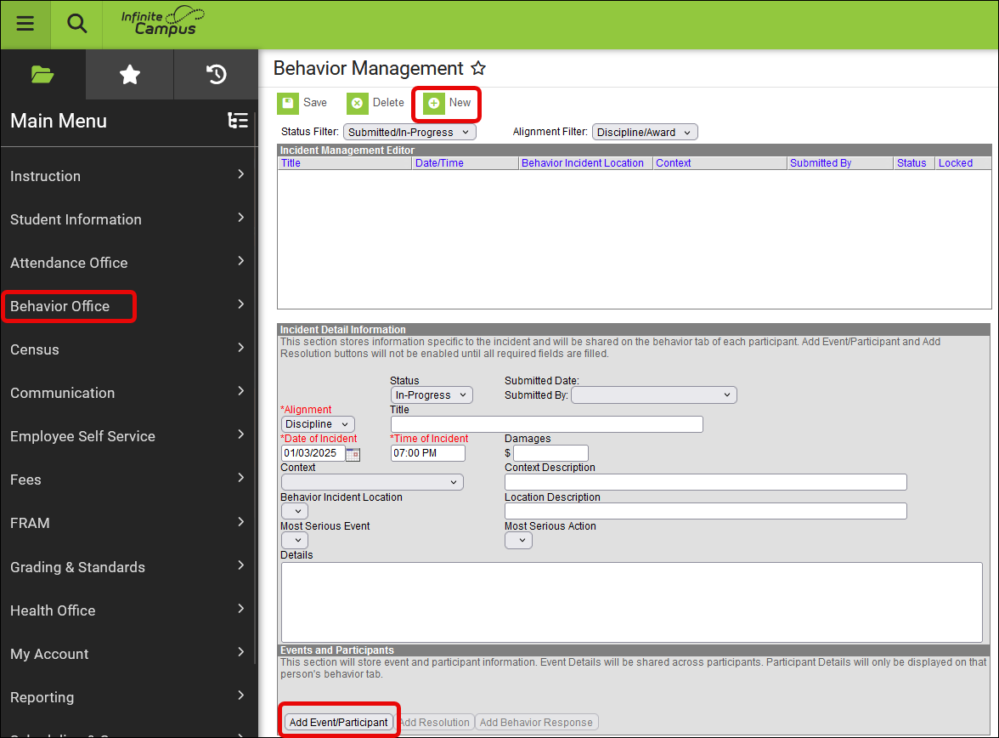 Infinite
Campus
Main Menu
Instruction
Student Information
Attendance Office
Behavior Office
Census
Communication
Employee Self Service
Fees
FRAM
Grading & Standards
Health Office
My Account
Reporting
Behavior Management
Save Delete New
Status Filter: Submitted/In-Progress Alignment Filter: Discipline/Award
Incident Management Editor
Title Date/Time Behavior Incident Location Context Submitted By Status Locked
Incident Detail Information
This section stores information specific to the incident and will be shared on the behavior tab of each participant. Add Event/Participant and Add
Resolution buttons will not be enabled until all required fields are filled.
Status Submitted Date:
In-Progress Submitted By:
*Alignment Title
Discipline
*Date of Incident *Time of Incident Damages
01/03/2025 07:00 PM $
Context Context Description
Behavior Incident Location Location Description
Most Serious Event Most Serious Action
Details
Events and Participants
This section will store event and participant information. Event Details will be shared across participants. Participant Details will only be displayed on that
person's behavior tab.
Add Event/Participant Add Resolution Add Behavior Response